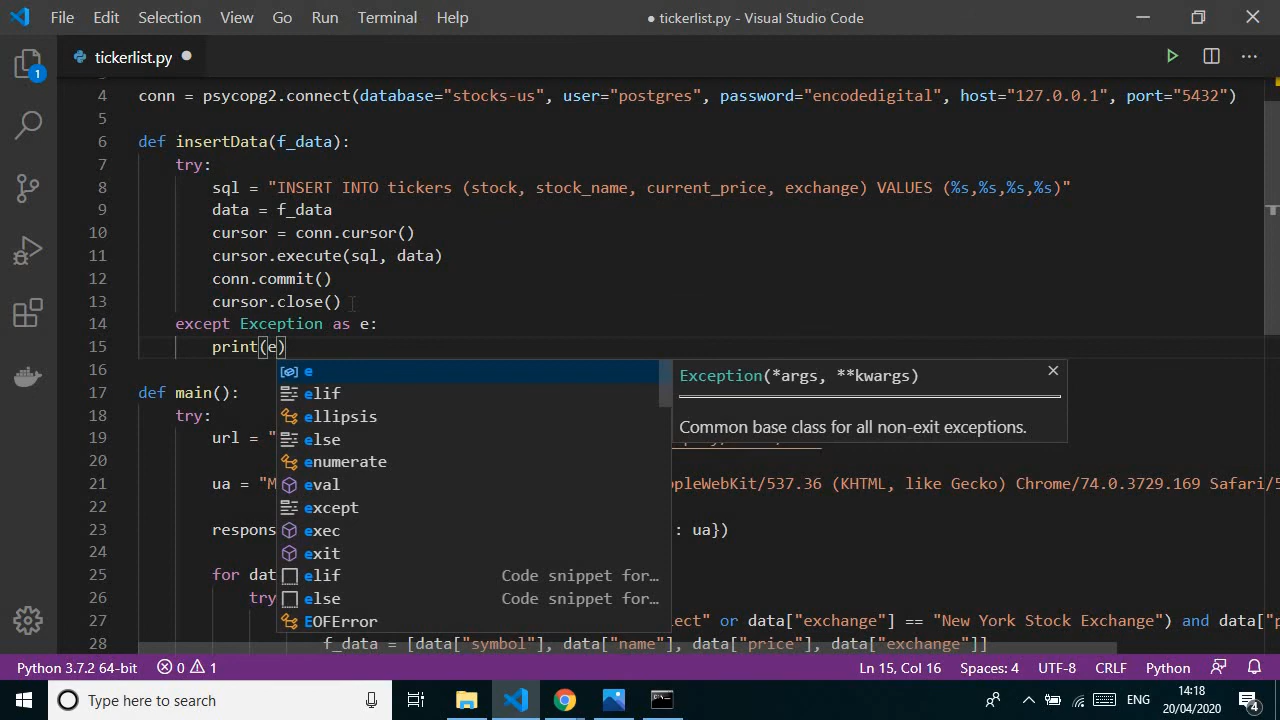 File Edit Selection View Go Run Terminal Help
● tickerlist.py - Visual Studio Code
tickerlist.py
1
4 conn = psycopg2.connect(database="stocks-us", user="postgres", password="encodedigital", host="127.0.0.1", port="5432")
5
6 def insertData(f_data):
7 try:
8 sql = "INSERT INTO tickers (stock, stock_name, current_price, exchange) VALUES (%s,%s,%s,%s)"
9 data = f_data
10 cursor = conn.cursor()
11 cursor.execute(sql, data)
12 conn.commit()
13 cursor.close()
14 except Exception as e:
15 print(e)
16
17 def main():
18 try:
19 url = "
20
21 ua = "M
22
23 respons
24
25 for dat
26 try
27
28 f_data = [data["symbol"], data["name"], data["price"], data["exchange"]]
e
elif
ellipsis
else
enumerate
eval
except
exec
exit
elif Code snippet for…
else Code snippet for…
EOFError
Exception(*args, **kwargs)
Common base class for all non-exit exceptions.
ppleWebKit/537.36 (KHTML, like Gecko) Chrome/74.0.3729.169 Safari/5
: ua})
lect" or data["exchange"] == "New York Stock Exchange") and data["p
Python 3.7.2 64-bit 0 1
Ln 15, Col 16 Spaces: 4 UTF-8 CRLF Python
Type here to search
ENG
14:18
20/04/2020
4